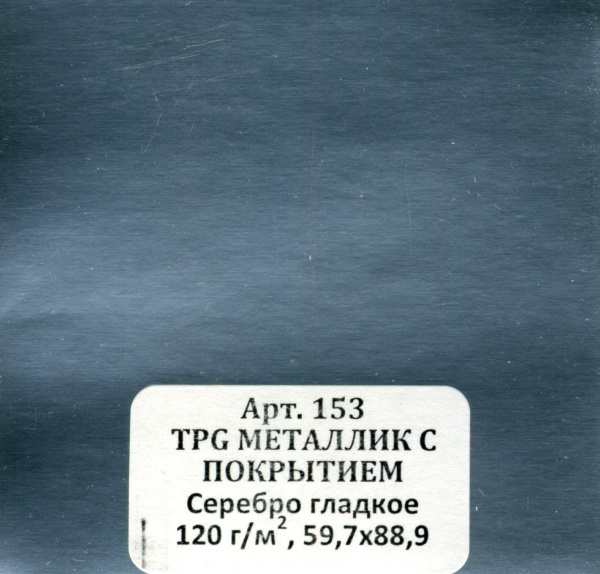 Арт. 153
TPG МЕТАЛЛИК С
ПОКРЫТИЕМ
Серебро гладкое
120 г/м², 59,7х88,9